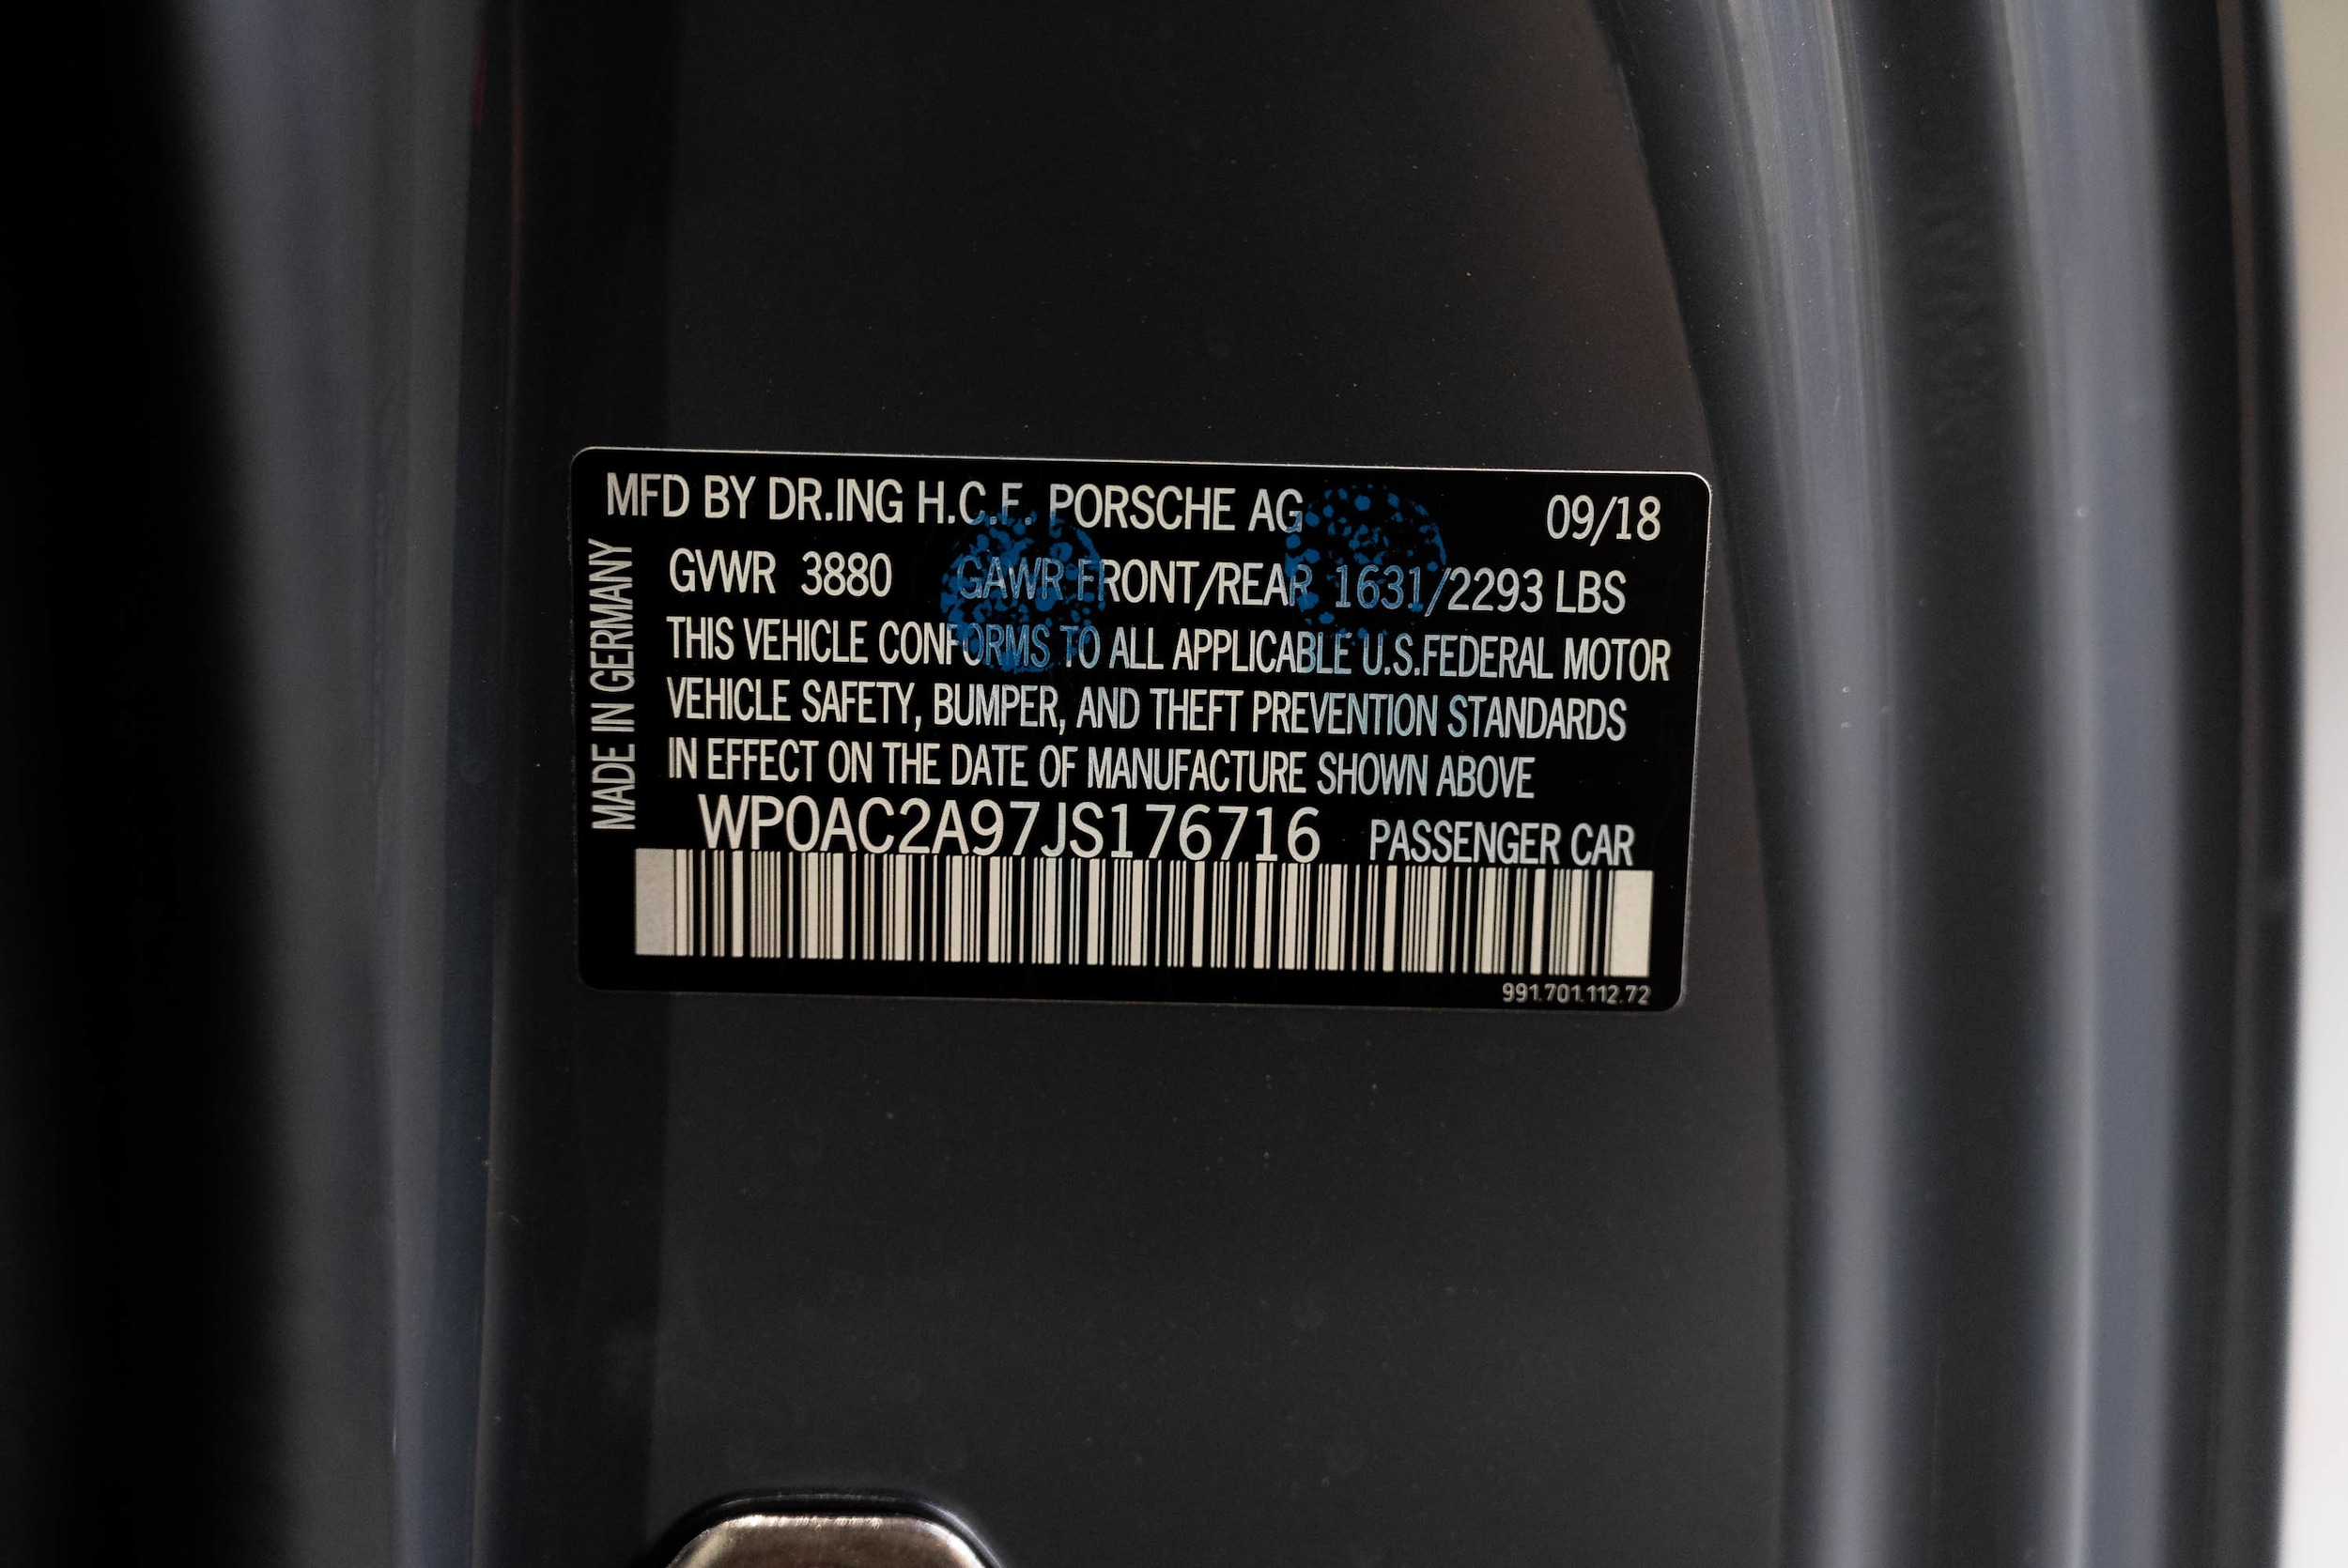 MFD BY DR.ING H.C.F. PORSCHE AG 09/18
MADE IN GERMANY
GVWR 3880 GAWR FRONT/REAR 1631/2293 LBS
THIS VEHICLE CONFORMS TO ALL APPLICABLE U.S.FEDERAL MOTOR
VEHICLE SAFETY, BUMPER, AND THEFT PREVENTION STANDARDS
IN EFFECT ON THE DATE OF MANUFACTURE SHOWN ABOVE
WP0AC2A97JS176716 PASSENGER CAR
991.701.112.72